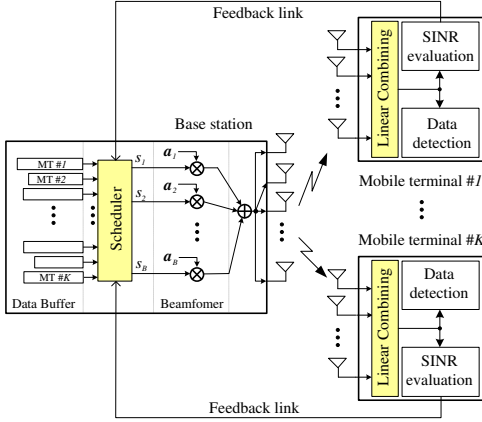 Feedback link
Base station
MT #1
MT #2
MT #K
Data Buffer
Scheduler
s1
s2
sB
a1
a2
aB
Beamfomer
Linear Combining
SINR evaluation
Data detection
Mobile terminal #1
Mobile terminal #K
Linear Combining
Data detection
SINR evaluation
Feedback link